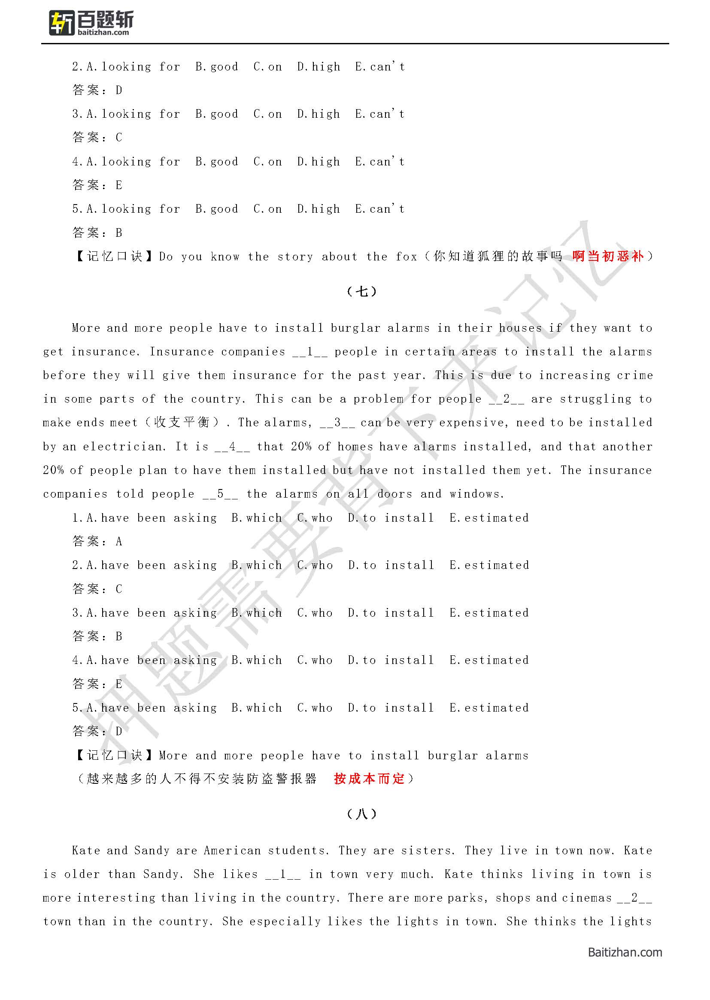 斩 百题斩
baitizhan.com
2.A.looking for B.good C.on D.high E.can't
答案：D
3.A.looking for B.good C.on D.high E.can't
答案：C
4.A.looking for B.good C.on D.high E.can't
答案：E
5.A.looking for B.good C.on D.high E.can't
答案：B
【记忆口诀】Do you know the story about the fox（你知道狐狸的故事吗 啊当初恶补）
（七）
More and more people have to install burglar alarms in their houses if they want to
get insurance. Insurance companies __1__ people in certain areas to install the alarms
before they will give them insurance for the past year. This is due to increasing crime
in some parts of the country. This can be a problem for people __2__ are struggling to
make ends meet（收支平衡）. The alarms, __3__ can be very expensive, need to be installed
by an electrician. It is __4__ that 20% of homes have alarms installed, and that another
20% of people plan to have them installed but have not installed them yet. The insurance
companies told people __5__ the alarms on all doors and windows.
1.A.have been asking B.which C.who D.to install E.estimated
答案：A
2.A.have been asking B.which C.who D.to install E.estimated
答案：C
3.A.have been asking B.which C.who D.to install E.estimated
答案：B
4.A.have been asking B.which C.who D.to install E.estimated
答案：E
5.A.have been asking B.which C.who D.to install E.estimated
答案：D
【记忆口诀】More and more people have to install burglar alarms
（越来越多的人不得不安装防盗警报器 按成本而定）
（八）
Kate and Sandy are American students. They are sisters. They live in town now. Kate
is older than Sandy. She likes __1__ in town very much. Kate thinks living in town is
more interesting than living in the country. There are more parks, shops and cinemas __2__
town than in the country. She especially likes the lights in town. She thinks the lights
押题需要背下来记忆
Baitizhan.com